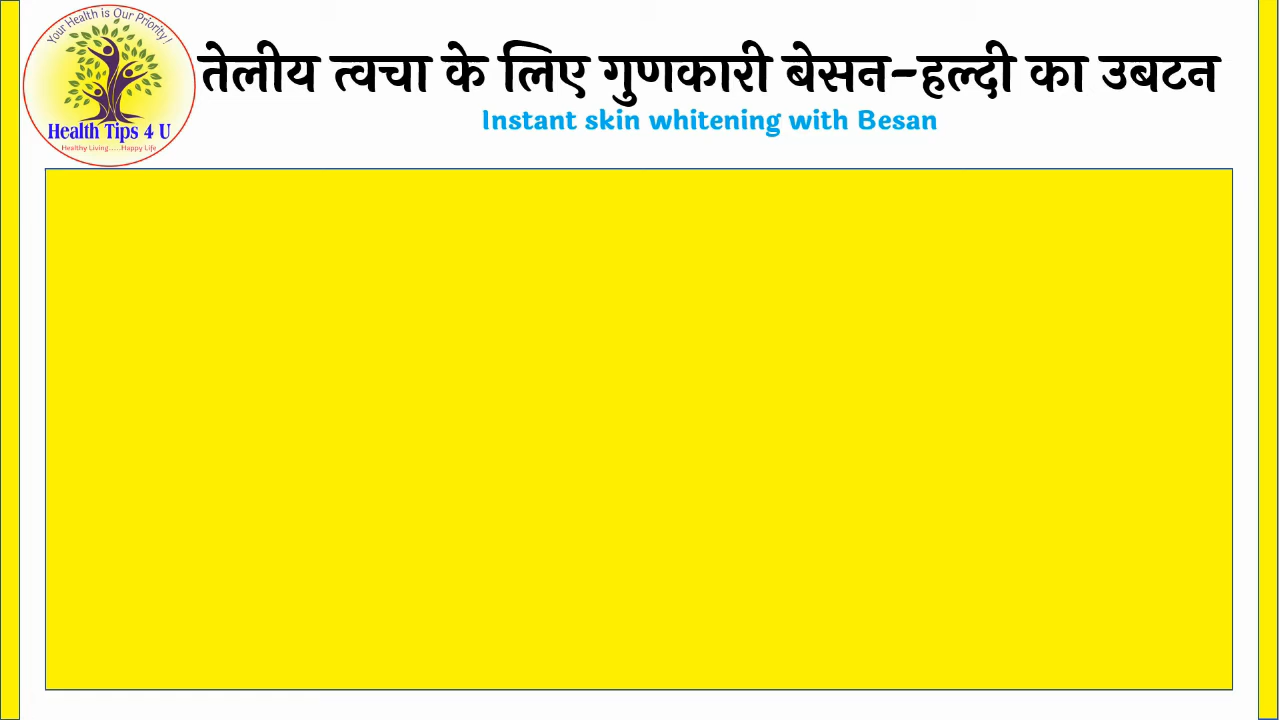 Your Health is Our Priority!
Health Tips 4 U
Healthy Living.....Happy Life
तेलीय त्वचा के लिए गुणकारी बेसन-हल्दी का उबटन
Instant skin whitening with Besan